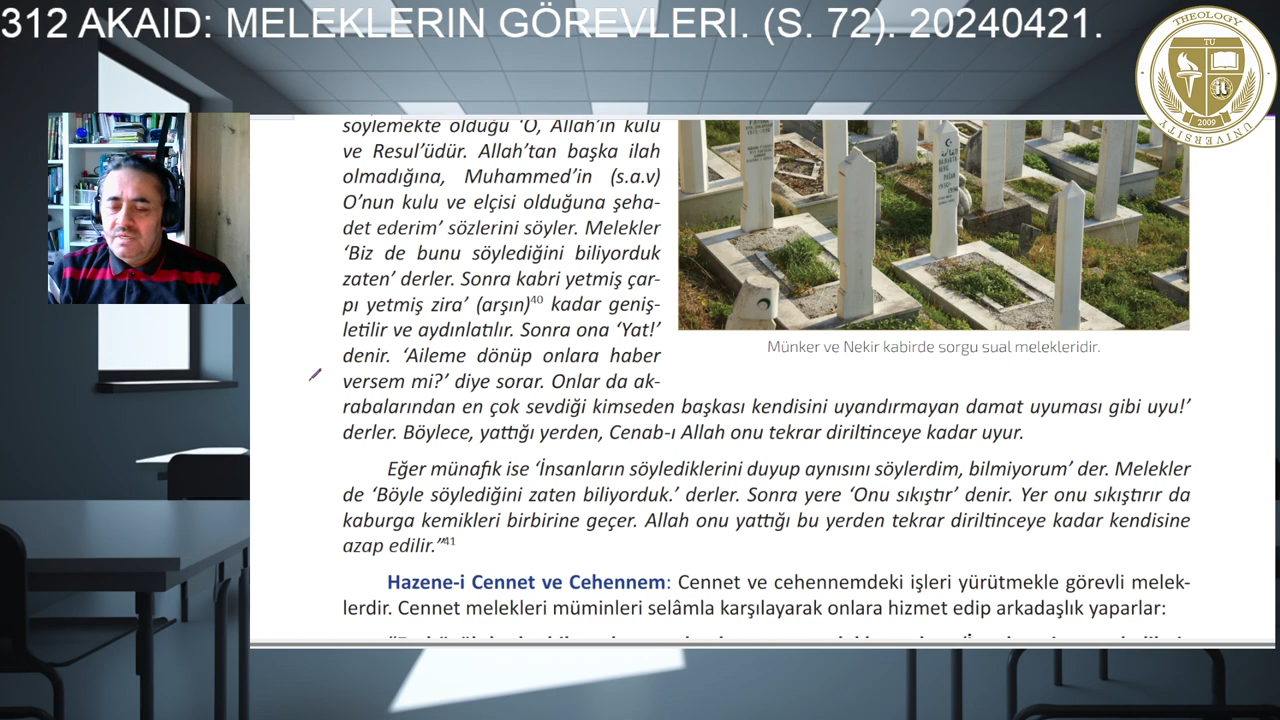 312 AKAID: MELEKLERIN GÖREVLERI. (S. 72). 20240421.
THEOLOGY
TU
2009
UNIVERSITY
söylemekte olduğu ‘O, Allah’ın kulu
ve Resul’üdür. Allah’tan başka ilah
olmadığına, Muhammed’in (s.a.v)
O’nun kulu ve elçisi olduğuna şeha-
det ederim’ sözlerini söyler. Melekler
‘Biz de bunu söylediğini biliyorduk
zaten’ derler. Sonra kabri yetmiş çar-
pı yetmiş zira’ (arşın)40 kadar geniş-
letilir ve aydınlatılır. Sonra ona ‘Yat!’
denir. ‘Aileme dönüp onlara haber
versem mi?’ diye sorar. Onlar da ak-
rabalarından en çok sevdiği kimseden başkası kendisini uyandırmayan damat uyuması gibi uyu!’
derler. Böylece, yattığı yerden, Cenab-ı Allah onu tekrar diriltinceye kadar uyur.
Münker ve Nekir kabirde sorgu sual melekleridir.
Eğer münafık ise ‘İnsanların söylediklerini duyup aynısını söylerdim, bilmiyorum’ der. Melekler
de ‘Böyle söylediğini zaten biliyorduk.’ derler. Sonra yere ‘Onu sıkıştır’ denir. Yer onu sıkıştırır da
kaburga kemikleri birbirine geçer. Allah onu yattığı bu yerden tekrar diriltinceye kadar kendisine
azap edilir.”41
Hazene-i Cennet ve Cehennem: Cennet ve cehennemdeki işleri yürütmekle görevli melek-
lerdir. Cennet melekleri müminleri selâmla karşılayarak onlara hizmet edip arkadaşlık yaparlar: